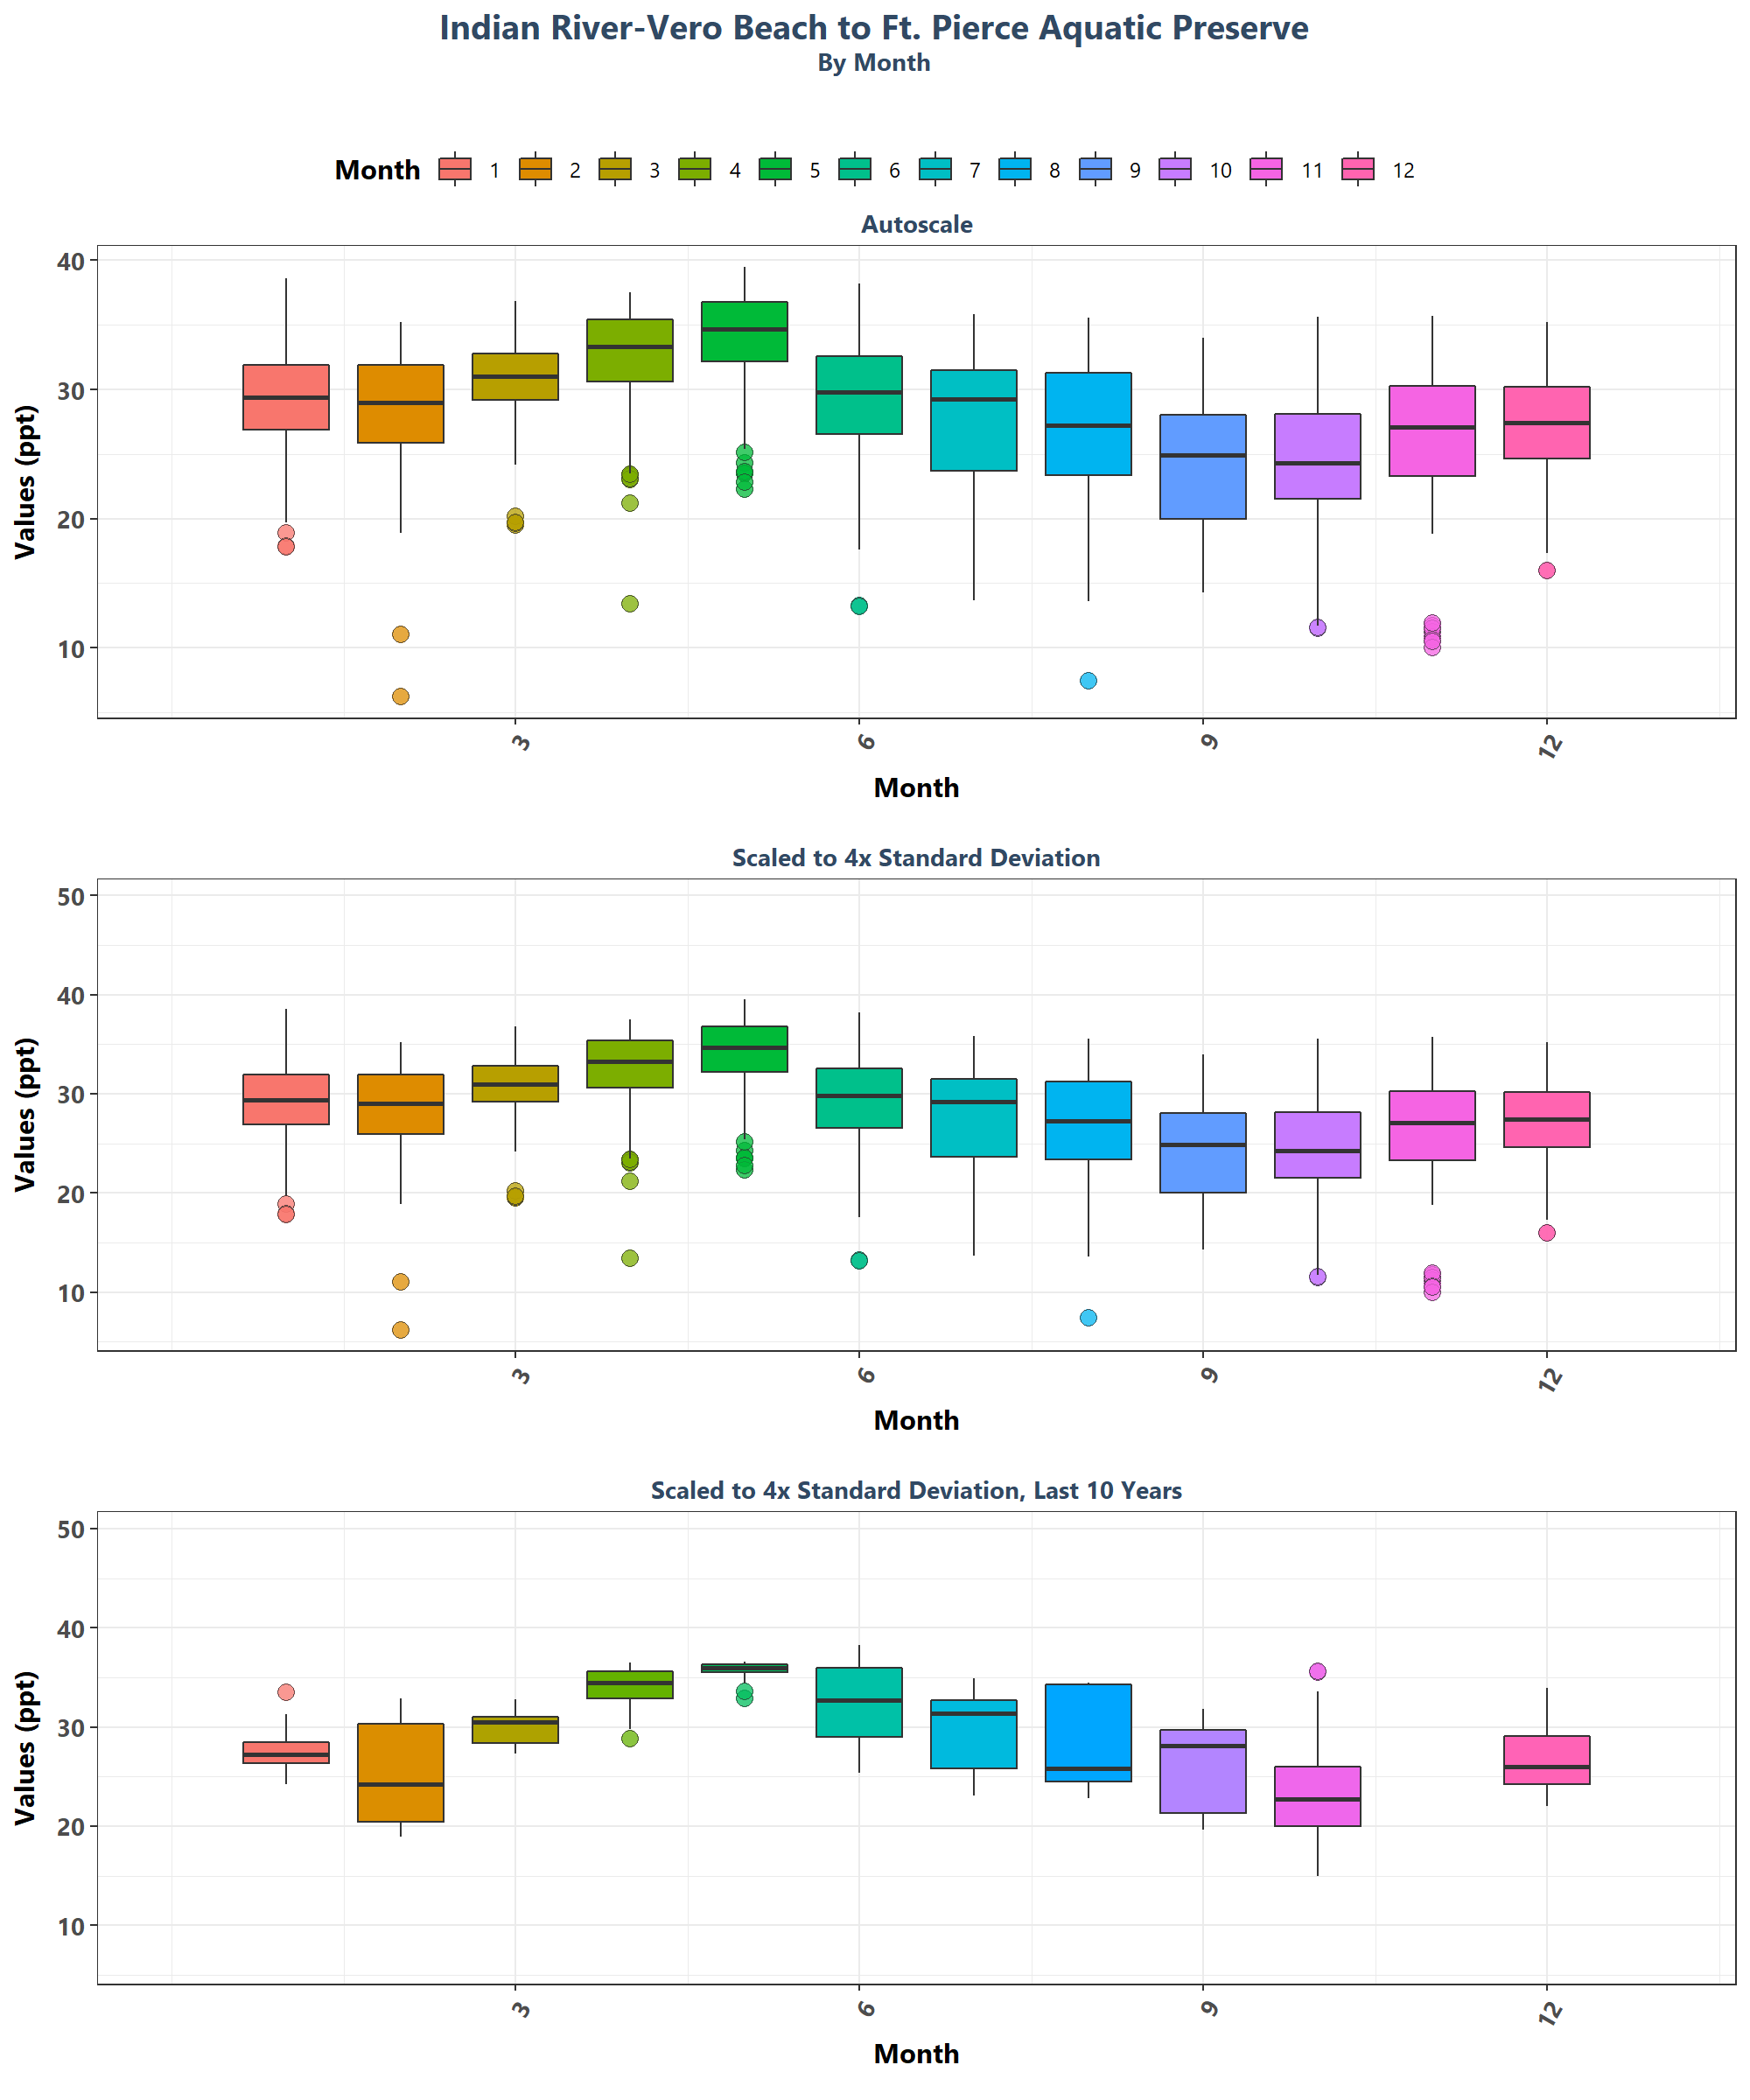 Indian River-Vero Beach to Ft. Pierce Aquatic Preserve
By Month
Month 1 2 3 4 5 6 7 8 9 10 11 12
Autoscale
Values (ppt)
40
30
20
10
3 6 9 12
Month
Scaled to 4x Standard Deviation
Values (ppt)
50
40
30
20
10
3 6 9 12
Month
Scaled to 4x Standard Deviation, Last 10 Years
Values (ppt)
50
40
30
20
10
3 6 9 12
Month